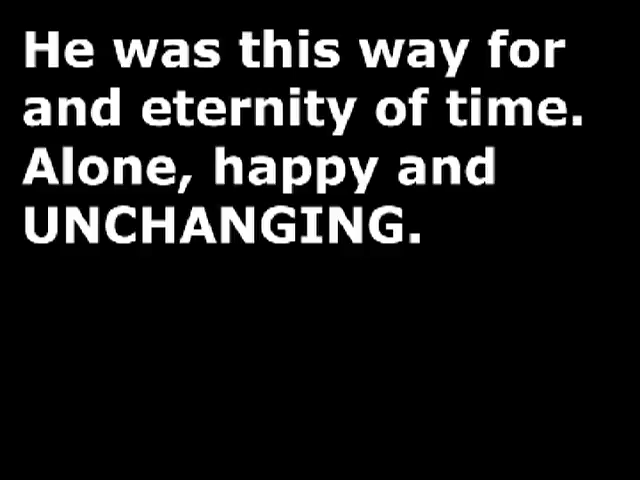 He was this way for
and eternity of time.
Alone, happy and
UNCHANGING.